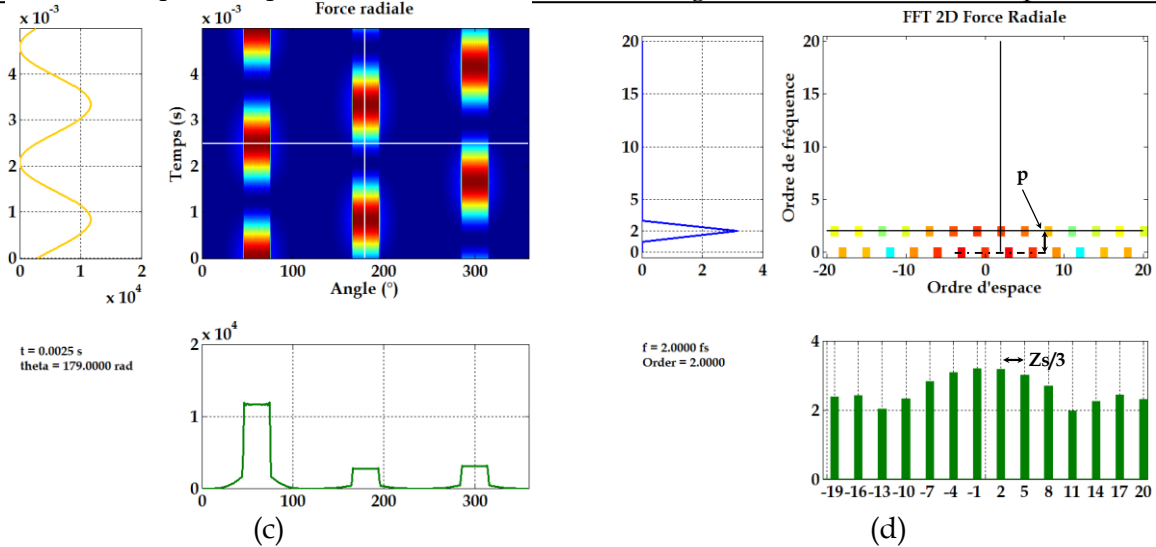 Force radiale
FFT 2D Force Radiale
x 10⁻³
x 10⁻³
4
3
2
1
0
0
1
2
x 10⁴
Temps (s)
4
3
2
1
0
0
100
200
300
Angle (°)
20
15
10
5
2
0
0
2
4
Ordre de fréquence
20
15
10
5
2
0
p
-20
-10
0
10
20
Ordre d'espace
t = 0.0025 s
theta = 179.0000 rad
x 10⁴
2
1
0
0
100
200
300
f = 2.0000 fs
Order = 2.0000
4
2
0
Zs/3
-19 -16 -13 -10 -7 -4 -1 2 5 8 11 14 17 20
(c)
(d)